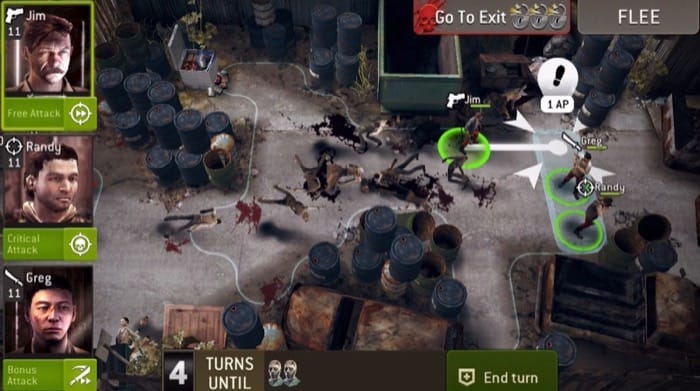 Jim
11
Free Attack
Randy
11
Critical
Attack
Greg
11
Bonus
Attack
Go To Exit
FLEE
1 AP
Jim
Greg
Randy
4
TURNS
UNTIL
End turn